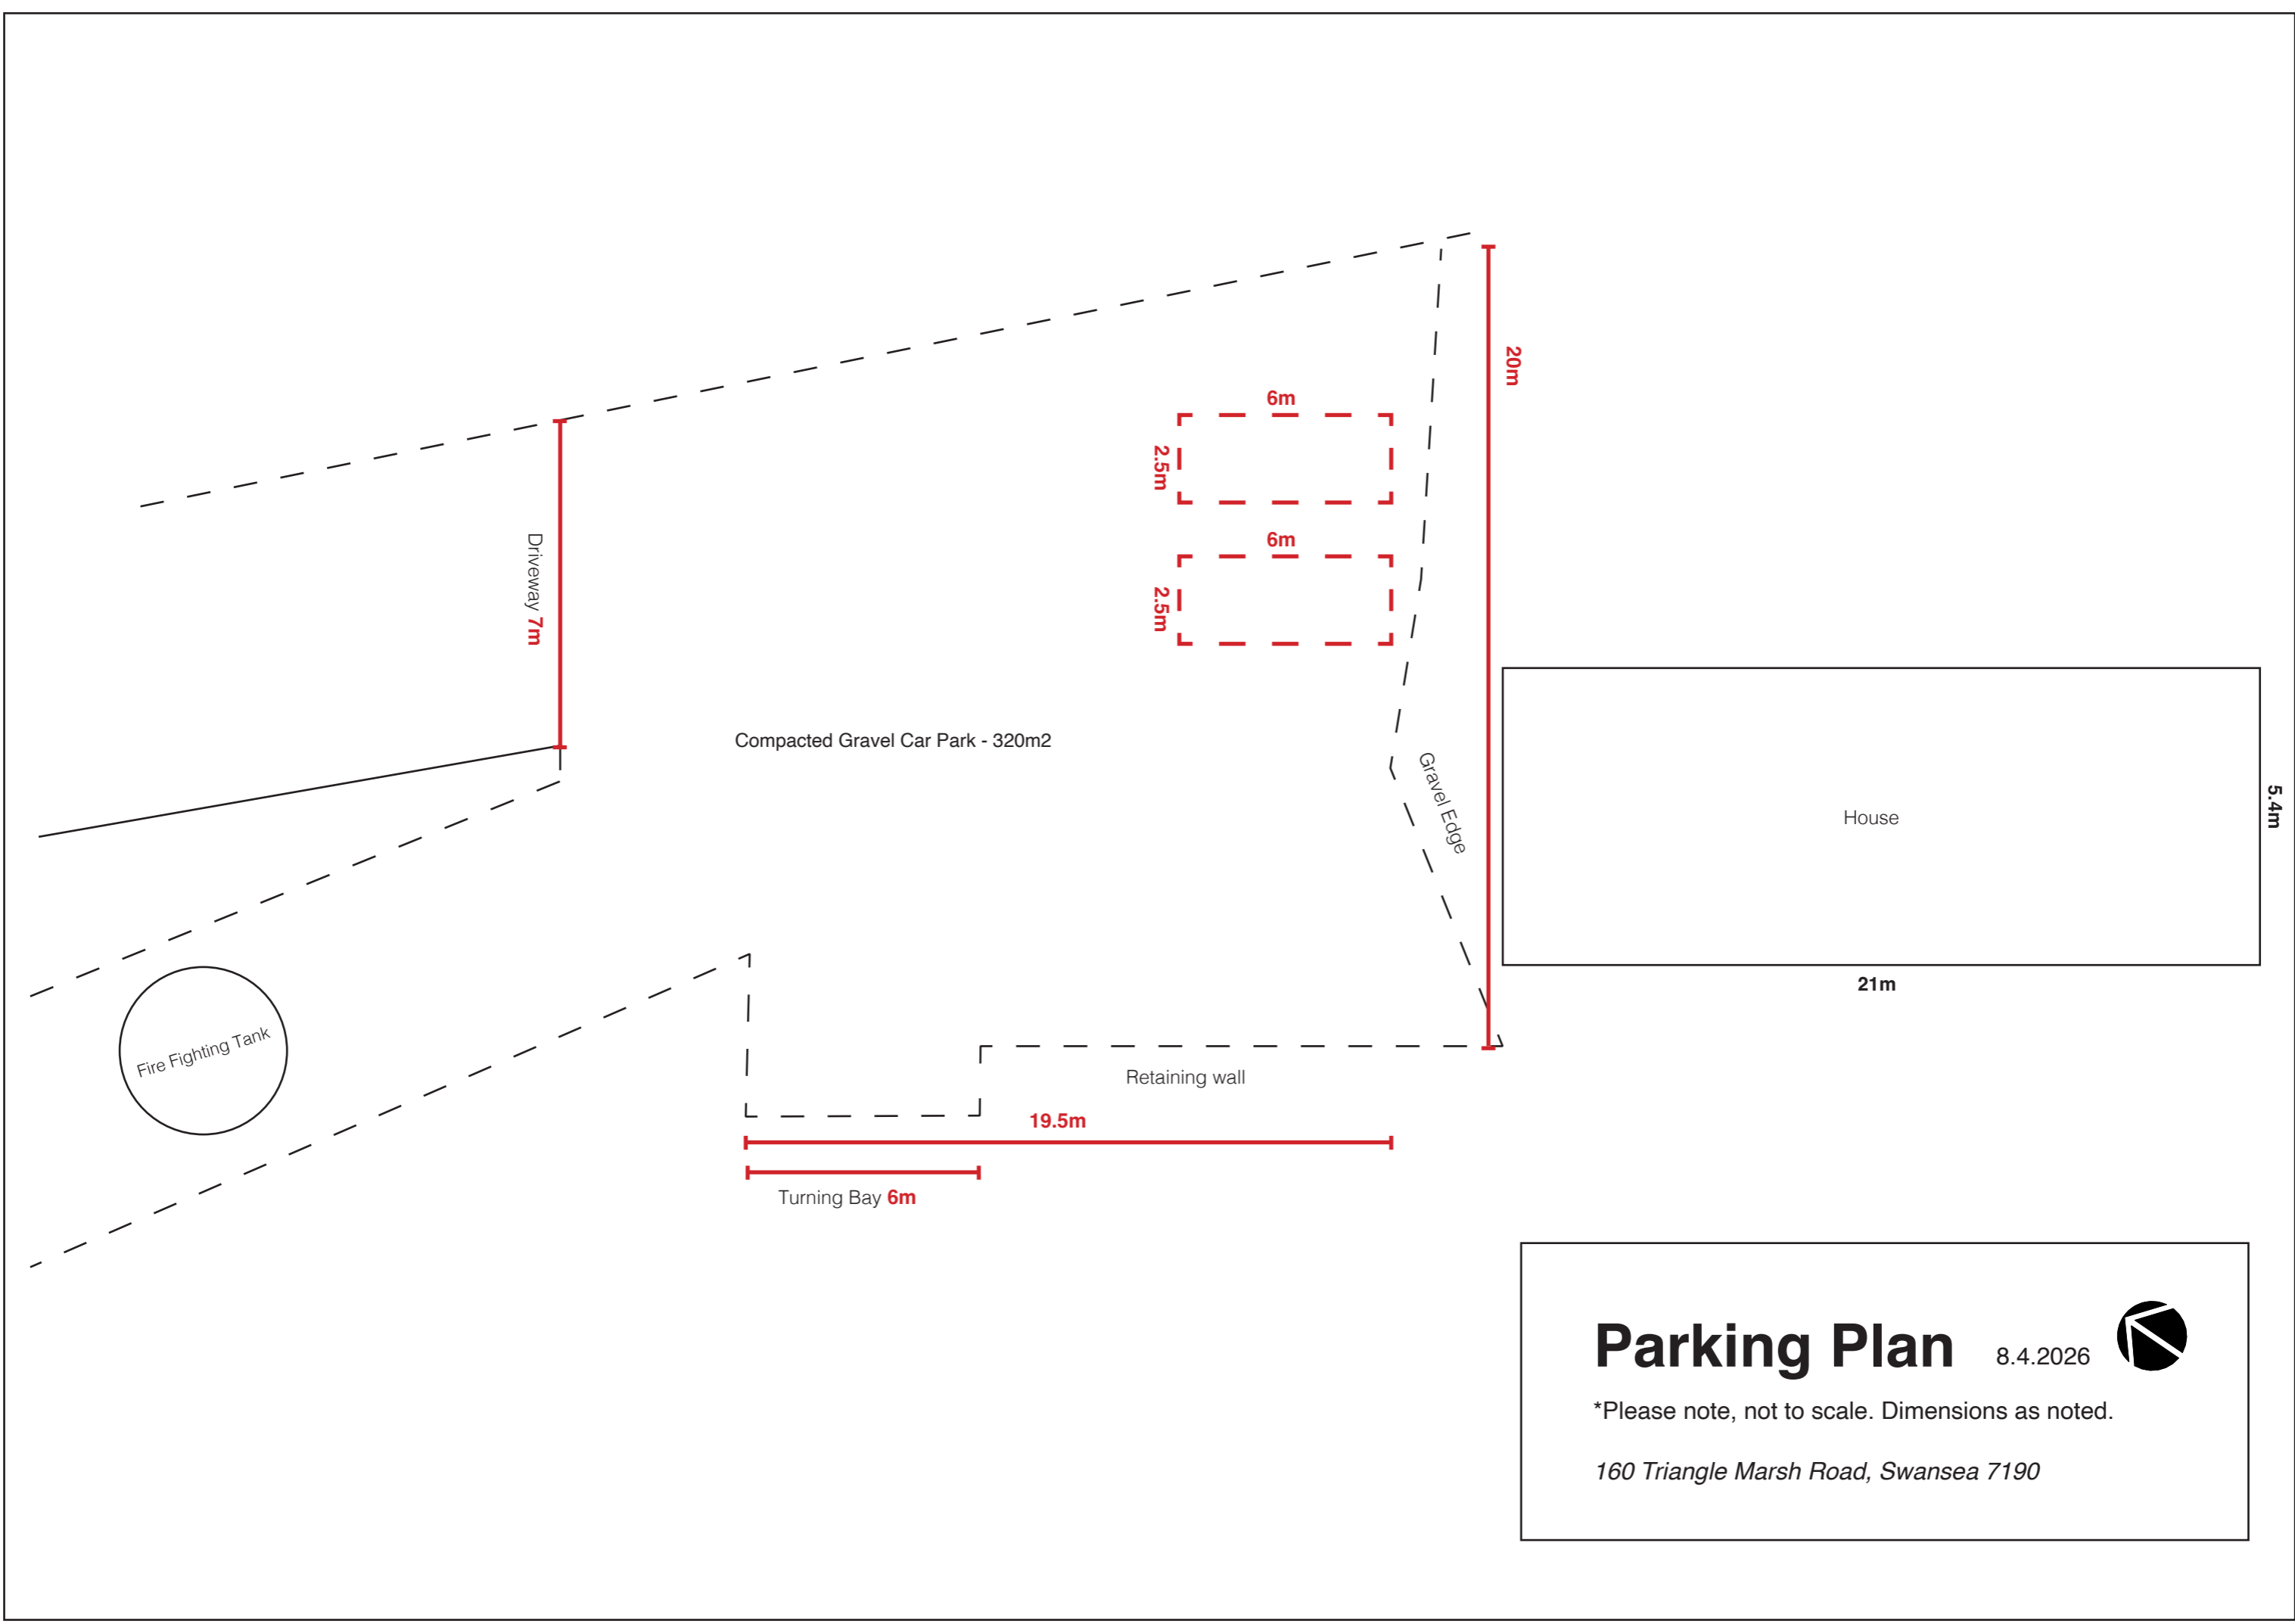 20m
6m
2.5m
6m
2.5m
Driveway 7m
Compacted Gravel Car Park - 320m2
Gravel Edge
House
5.4m
21m
Fire Fighting Tank
Retaining wall
19.5m
Turning Bay 6m
Parking Plan 8.4.2026
*Please note, not to scale. Dimensions as noted.
160 Triangle Marsh Road, Swansea 7190